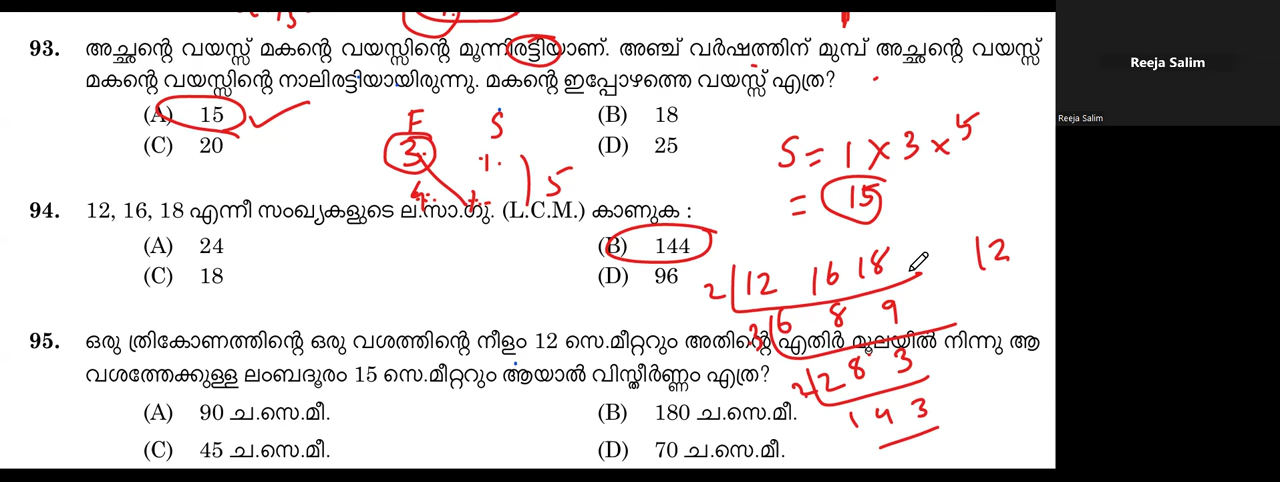 93. അച്ഛന്റെ വയസ്സ് മകന്റെ വയസ്സിന്റെ മൂന്നിരട്ടിയാണ്. അഞ്ച് വർഷത്തിന് മുമ്പ് അച്ഛന്റെ വയസ്സ്
മകന്റെ വയസ്സിന്റെ നാലിരട്ടിയായിരുന്നു. മകന്റെ ഇപ്പോഴത്തെ വയസ്സ് എത്ര?
(A) 15 (B) 18
(C) 20 (D) 25
F S
3 1
4 1 5
S = 1 × 3 × 5
= 15
94. 12, 16, 18 എന്നീ സംഖ്യകളുടെ ല.സാ.ഗു. (L.C.M.) കാണുക :
(A) 24 (B) 144
(C) 18 (D) 96
2 12 16 18 12
3 6 8 9
2 2 8 3
1 4 3
95. ഒരു ത്രികോണത്തിന്റെ ഒരു വശത്തിന്റെ നീളം 12 സെ.മീറ്ററും അതിന്റെ എതിർ മൂലയിൽ നിന്നു ആ
വശത്തേക്കുള്ള ലംബദൂരം 15 സെ.മീറ്ററും ആയാൽ വിസ്തീർണ്ണം എത്ര?
(A) 90 ച.സെ.മീ. (B) 180 ച.സെ.മീ.
(C) 45 ച.സെ.മീ. (D) 70 ച.സെ.മീ.
Reeja Salim
Reeja Salim